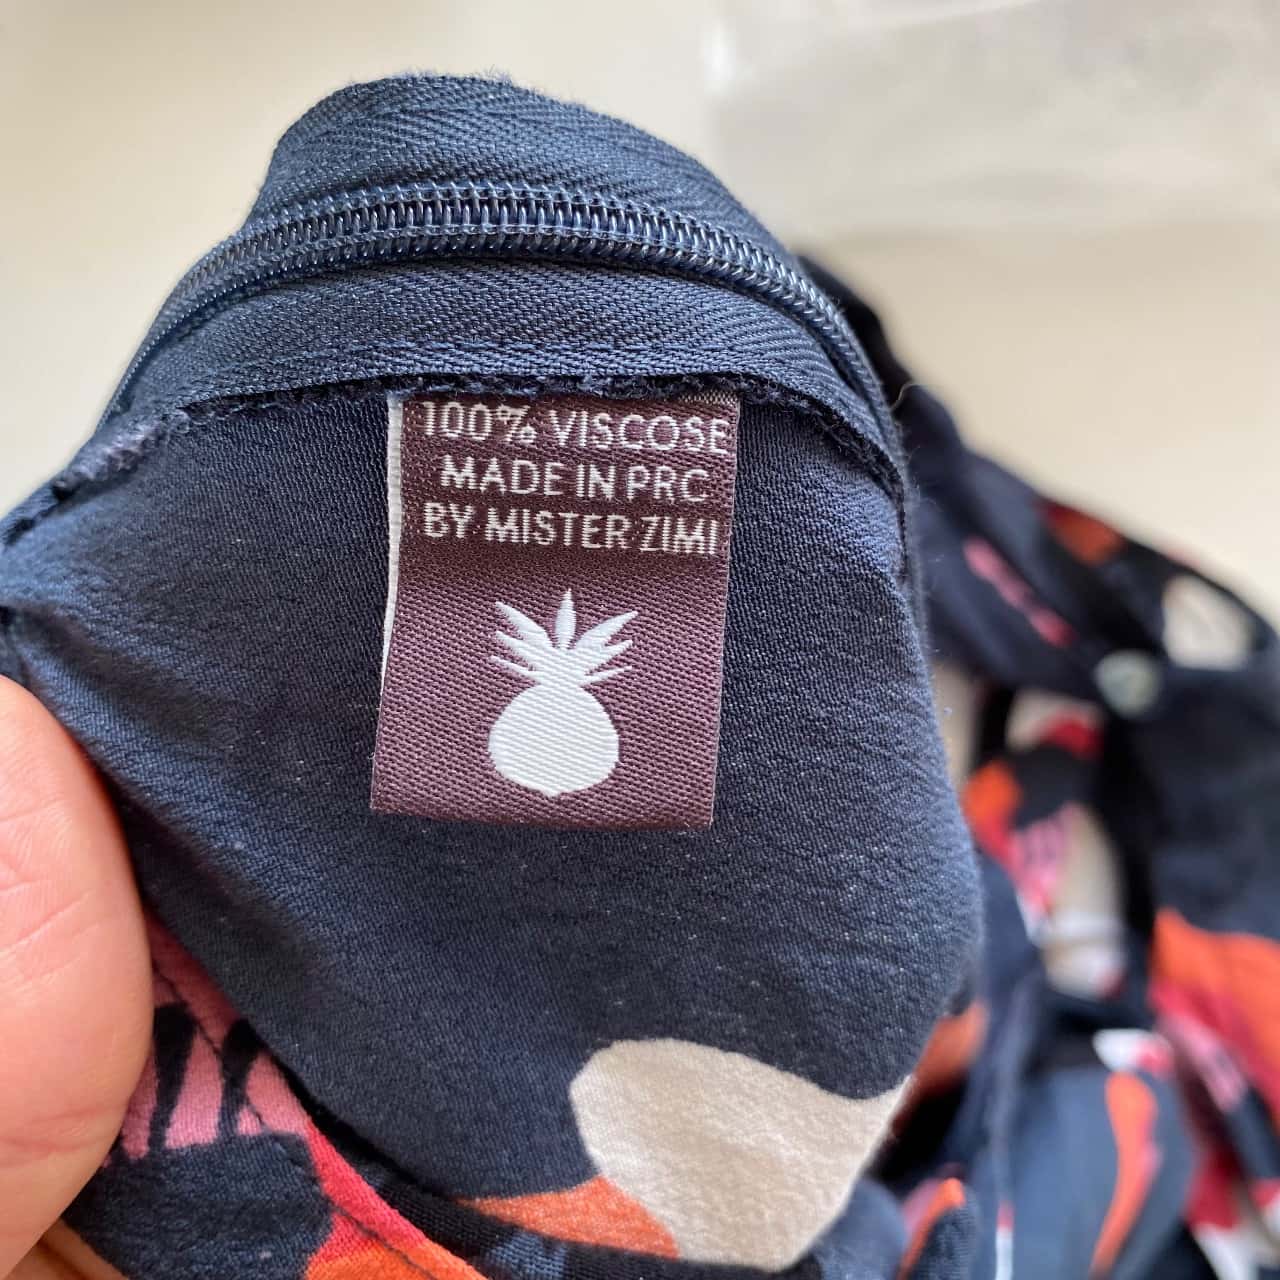 100% VISCOSE
MADE IN PRC
BY MISTER ZIMI